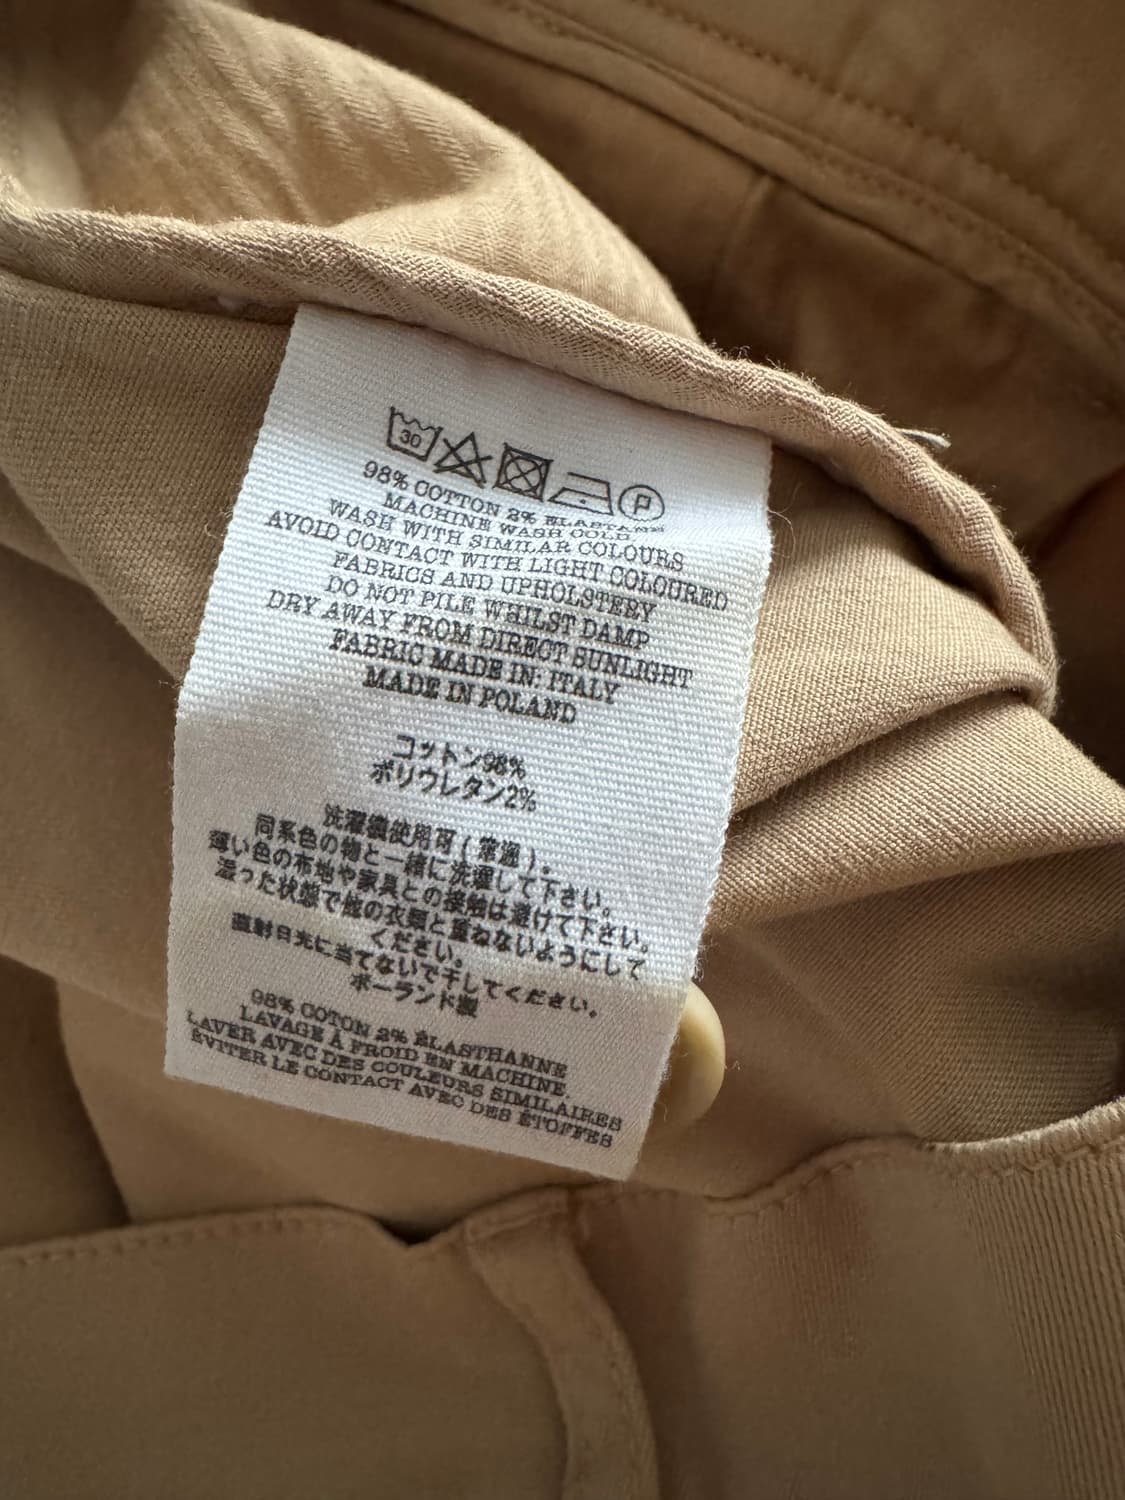 30
P
98% COTTON 2% ELASTANE
MACHINE WASH COLD.
WASH WITH SIMILAR COLOURS
AVOID CONTACT WITH LIGHT COLOURED
FABRICS AND UPHOLSTERY
DO NOT PILE WHILST DAMP
DRY AWAY FROM DIRECT SUNLIGHT
FABRIC MADE IN: ITALY
MADE IN POLAND
コットン98%
ポリウレタン2%
洗濯機使用可(常温)。
同系色の物と一緒に洗濯して下さい。
薄い色の布地や家具との接触は避けて下さい。
湿った状態で他の衣類と重ねないようにして
ください。
直射日光に当てないで干してください。
ポーランド製
98% COTON 2% ÉLASTHANNE
LAVAGE À FROID EN MACHINE.
LAVER AVEC DES COULEURS SIMILAIRES
ÉVITER LE CONTACT AVEC DES ÉTOFFES